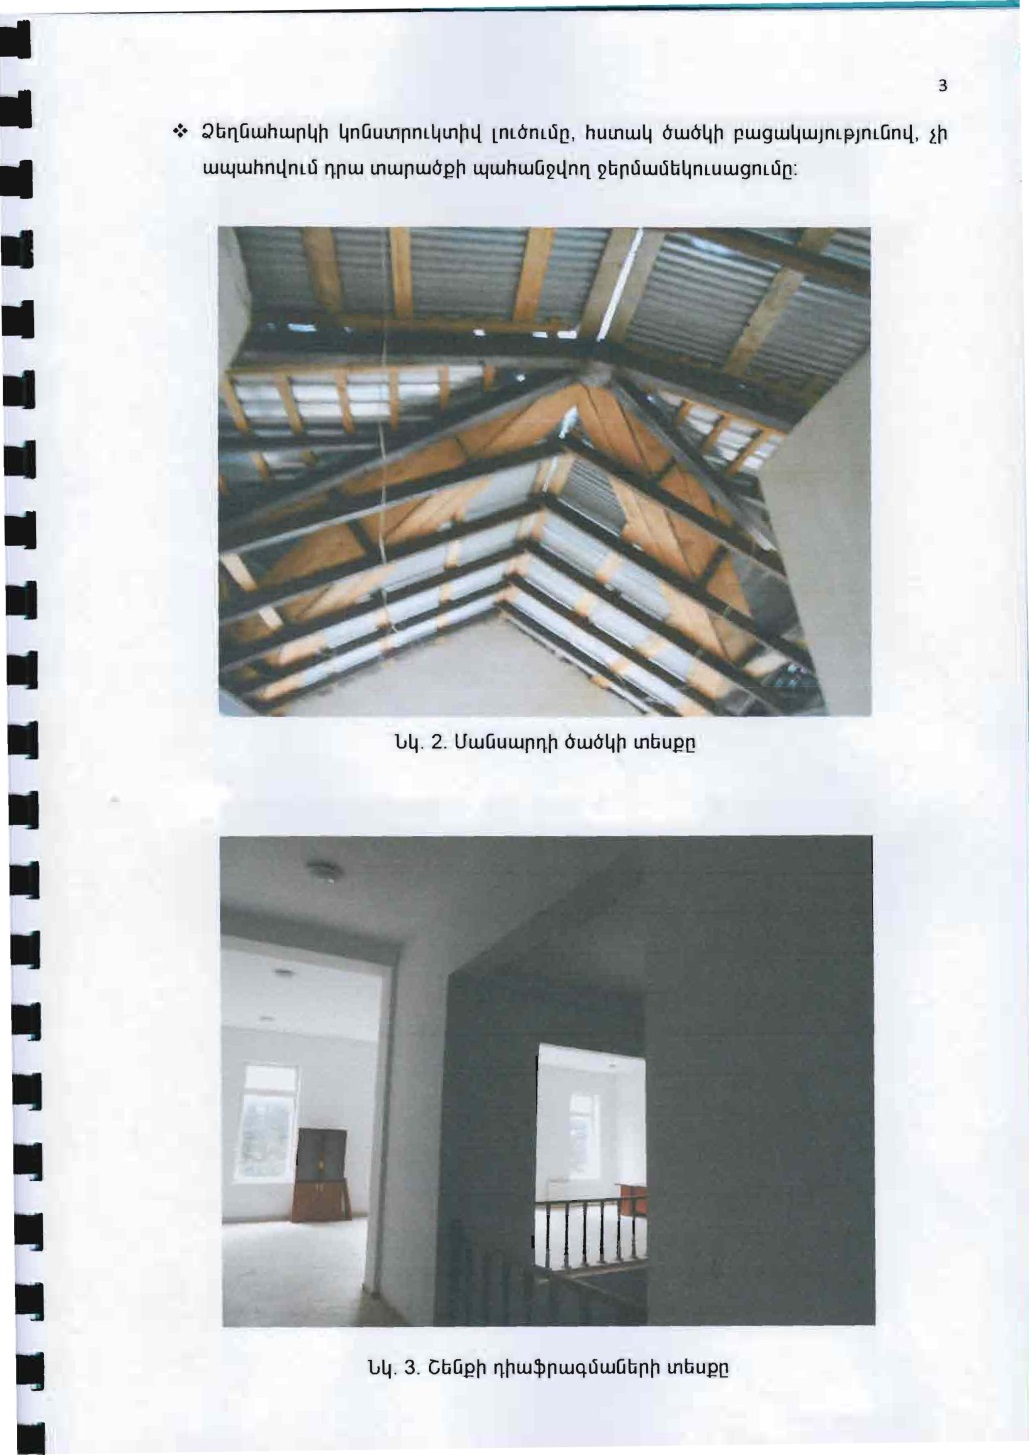 3
❖ Ձեղնահարկի կոնստրուկտիվ լուծումը, հստակ ծածկի բացակայությունով, չի
ապահովում դրա տարածքի պահանջվող ջերմամեկուսացումը:
Նկ. 2. Մանսարդի ծածկի տեսքը
Նկ. 3. Շենքի դիաֆրագմաների տեսքը